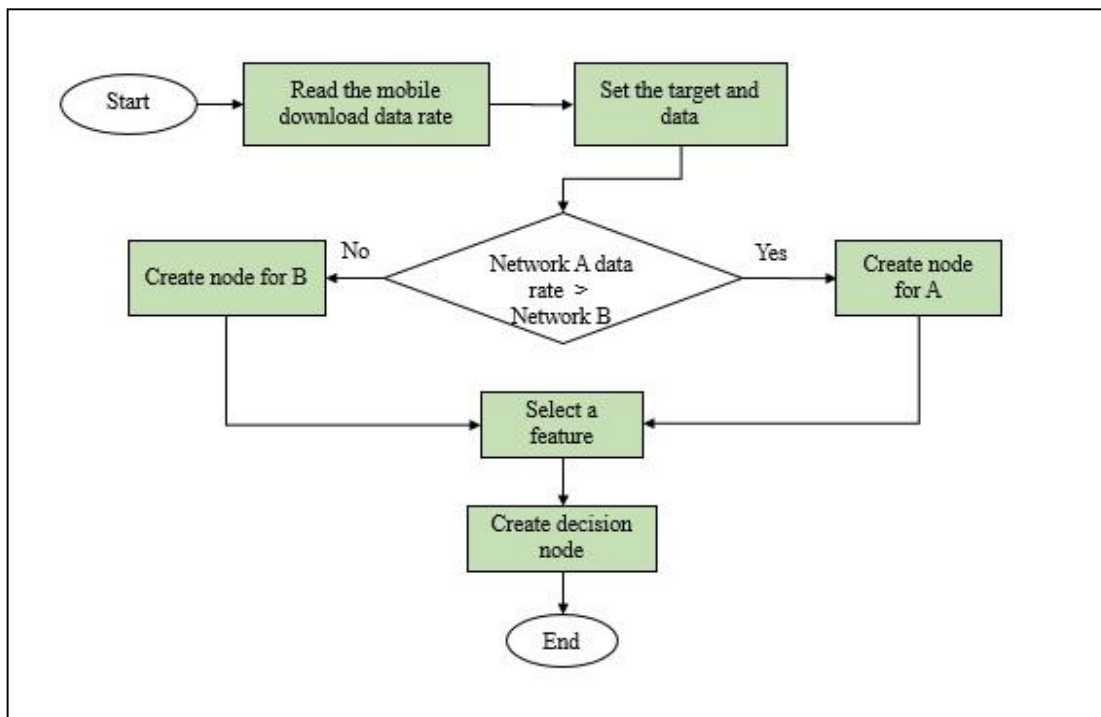 Start
Read the mobile
download data rate
Set the target and
data
No
Yes
Create node for B
Network A data
rate >
Network B
Create node
for A
Select a
feature
Create decision
node
End